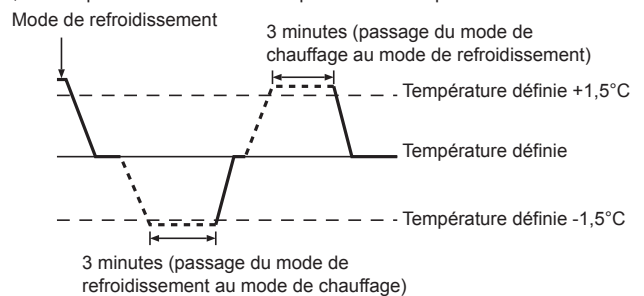 Mode de refroidissement
3 minutes (passage du mode de
chauffage au mode de refroidissement)
Température définie +1,5°C
Température définie
Température définie -1,5°C
3 minutes (passage du mode de
refroidissement au mode de chauffage)